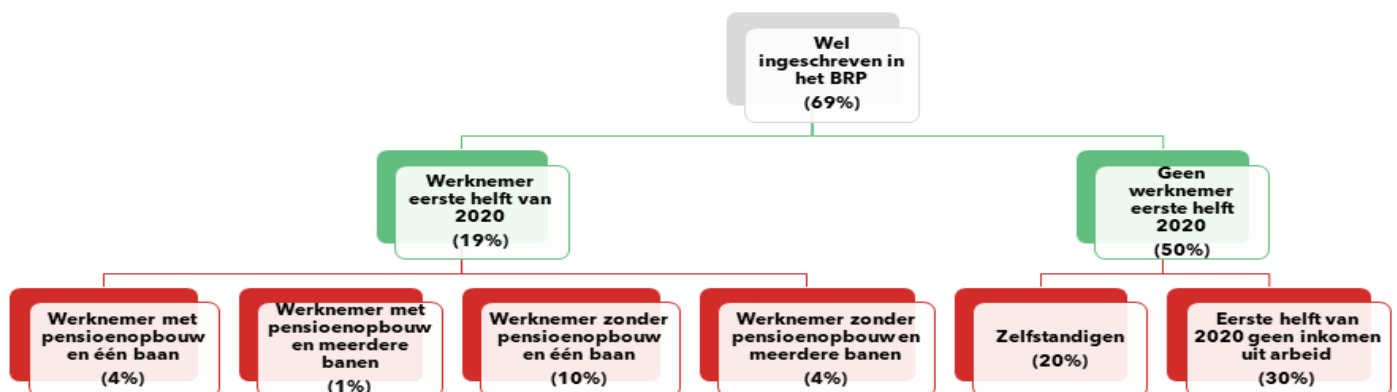 Wel
ingeschreven in
het BRP
(69%)
Werknemer
eerste helft van
2020
(19%)
Geen
werknemer
eerste helft
2020
(50%)
Werknemer met
pensioenopbouw
en één baan
(4%)
Werknemer met
pensioenopbouw
en meerdere
banen
(1%)
Werknemer zonder
pensioenopbouw
en één baan
(10%)
Werknemer zonder
pensioenopbouw en
meerdere banen
(4%)
Zelfstandigen
(20%)
Eerste helft van
2020 geen inkomen
uit arbeid
(30%)